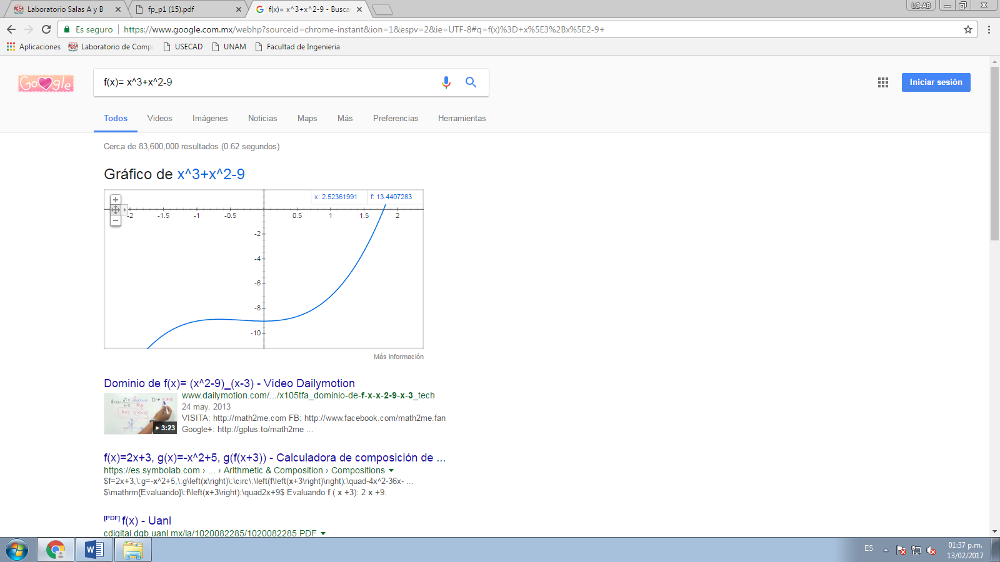 Laboratorio Salas A y B
fp_p1 (15).pdf
f(x)= x^3+x^2-9 - Busca
LC-AB
Es seguro
https://www.google.com.mx/webhp?sourceid=chrome-instant&ion=1&espv=2&ie=UTF-8#q=f(x)%3D+x%5E3%2Bx%5E2-9+
Aplicaciones
Laboratorio de Comp
USECAD
UNAM
Facultad de Ingenieria
Google
f(x)= x^3+x^2-9
Iniciar sesión
Todos
Videos
Imágenes
Noticias
Maps
Más
Preferencias
Herramientas
Cerca de 83,600,000 resultados (0.62 segundos)
Gráfico de x^3+x^2-9
x: 2.52361991
f: 13.4407283
-2
-1.5
-1
-0.5
0.5
1
1.5
2
-2
-4
-6
-8
-10
Más información
Dominio de f(x)= (x^2-9)_(x-3) - Video Dailymotion
www.dailymotion.com/.../x105tfa_dominio-de-f-x-x-2-9-x-3_tech
24 may. 2013
VISITA: http://math2me.com FB: http://www.facebook.com/math2me.fan
Google+: http://gplus.to/math2me ...
3:23
f(x)=2x+3, g(x)=-x^2+5, g(f(x+3)) - Calculadora de composición de ...
https://es.symbolab.com › ... › Arithmetic & Composition › Compositions
$f=2x+3,\:g=-x^2+5,\:g\left(x\right)\:\circ\:\left(f\left(x+3\right)\right):\quad-4x^2-36x- ...
$\mathrm{Evaluando}\:f\left(x+3\right):\quad2x+9$ Evaluando f ( x +3): 2 x +9.
[PDF] f(x) - Uanl
cdigital.dgb.uanl.mx/la/1020082285/1020082285.PDF
ES
01:37 p.m.
13/02/2017